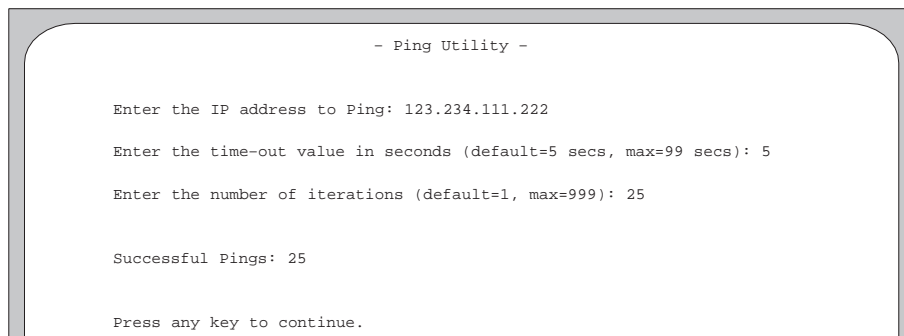 - Ping Utility -
Enter the IP address to Ping: 123.234.111.222
Enter the time-out value in seconds (default=5 secs, max=99 secs): 5
Enter the number of iterations (default=1, max=999): 25
Successful Pings: 25
Press any key to continue.